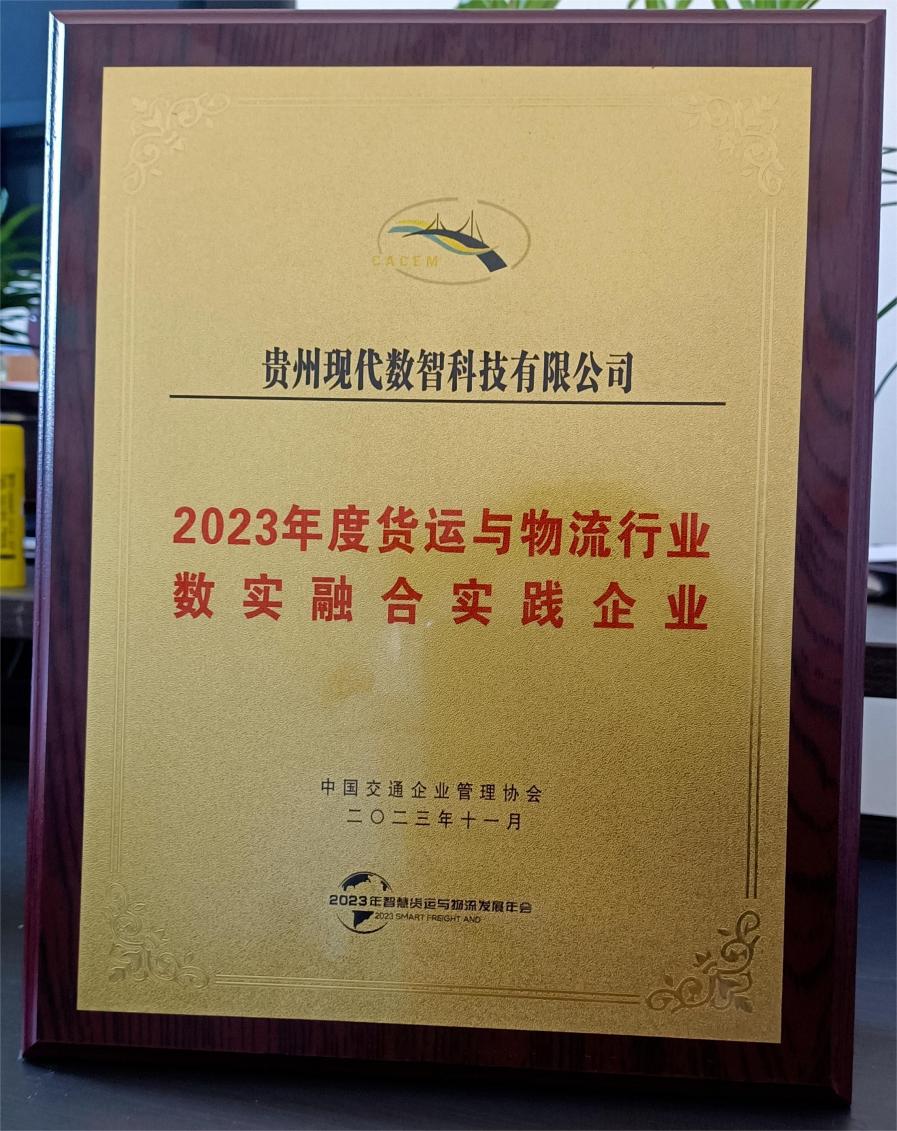 CACEM
贵州现代数智科技有限公司
2023年度货运与物流行业
数实融合实践企业
中国交通企业管理协会
二〇二三年十一月
2023年智慧货运与物流发展年会
2023 SMART FREIGHT AND